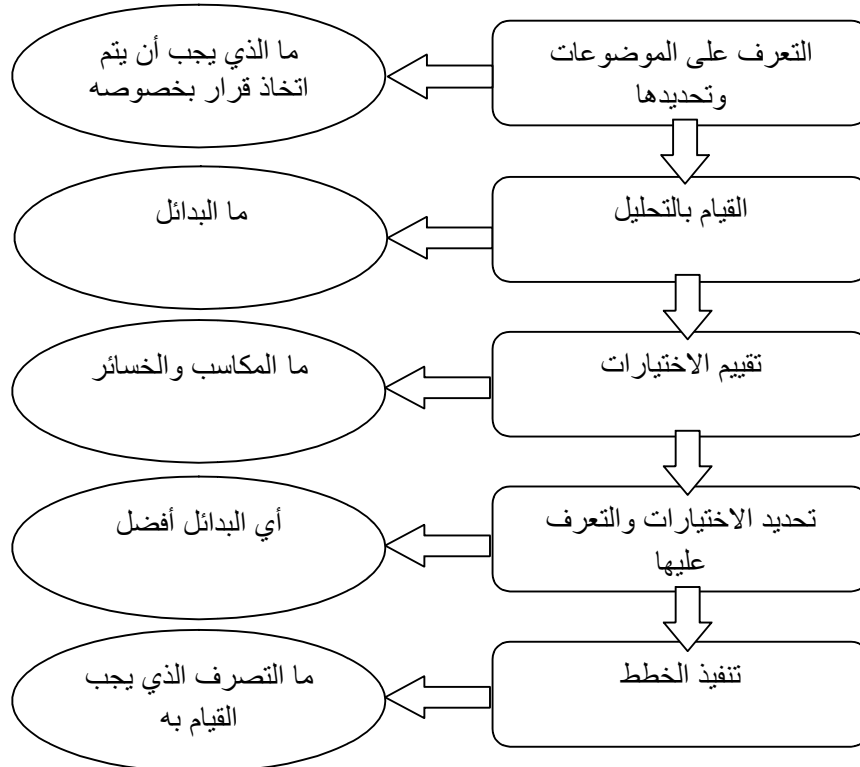 التعرف على الموضوعات
وتحديدها
ما الذي يجب أن يتم
اتخاذ قرار بخصوصه
القيام بالتحليل
ما البدائل
تقييم الاختيارات
ما المكاسب والخسائر
تحديد الاختيارات والتعرف
عليها
أي البدائل أفضل
تنفيذ الخطط
ما التصرف الذي يجب
القيام به